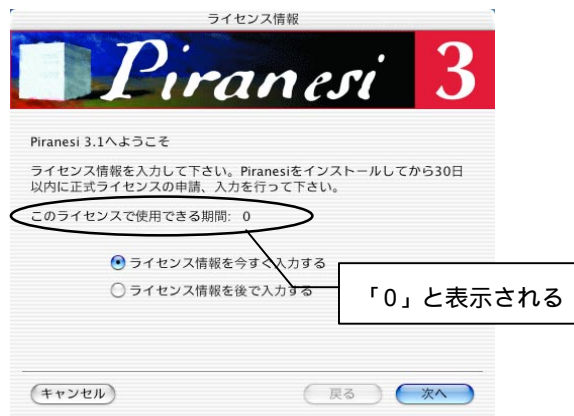 ライセンス情報
Piranesi 3
Piranesi 3.1へようこそ
ライセンス情報を入力して下さい。Piranesiをインストールしてから30日
以内に正式ライセンスの申請、入力を行って下さい。
このライセンスで使用できる期間: 0
ライセンス情報を今すぐ入力する
ライセンス情報を後で入力する
「0」と表示される
キャンセル 戻る 次へ